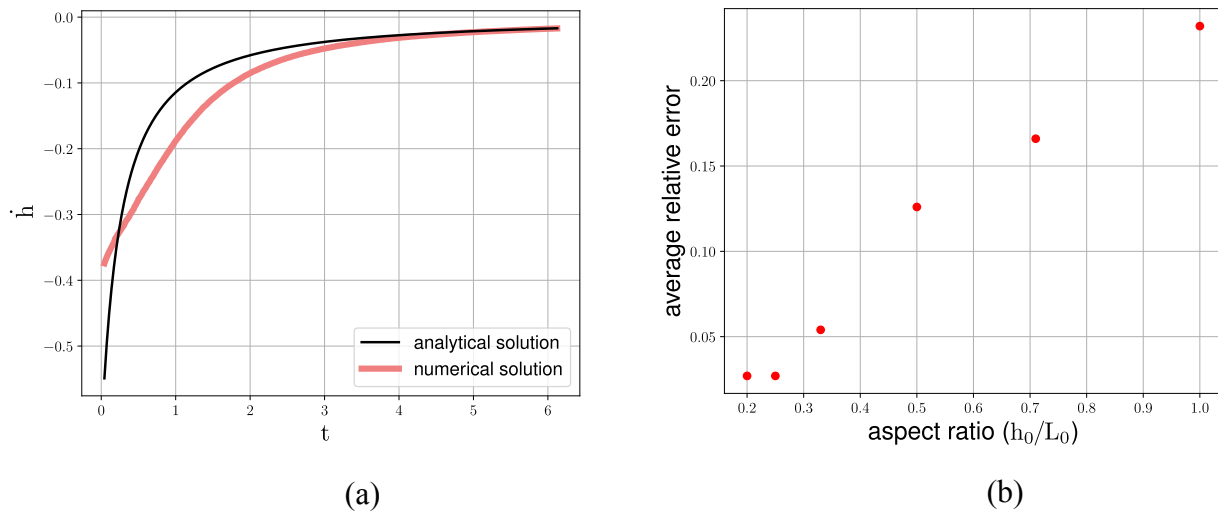 0.0
−0.1
−0.2
−0.3
−0.4
−0.5
ḣ
0 1 2 3 4 5 6
t
analytical solution
numerical solution
(a)
0.20
0.15
0.10
0.05
average relative error
0.2 0.3 0.4 0.5 0.6 0.7 0.8 0.9 1.0
aspect ratio (h₀/L₀)
(b)